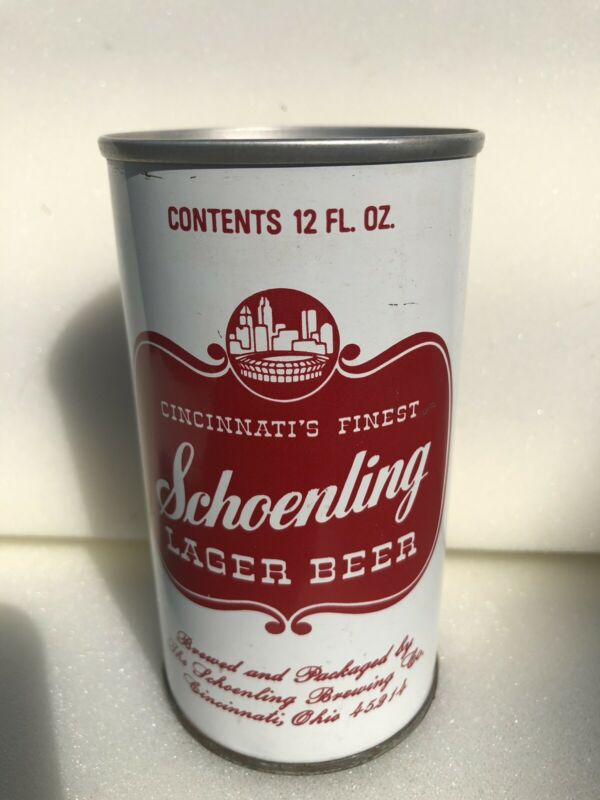 CONTENTS 12 FL. OZ.
CINCINNATI'S FINEST
Schoenling
LAGER BEER
Brewed and Packaged by
The Schoenling Brewing Co.
Cincinnati, Ohio 45214